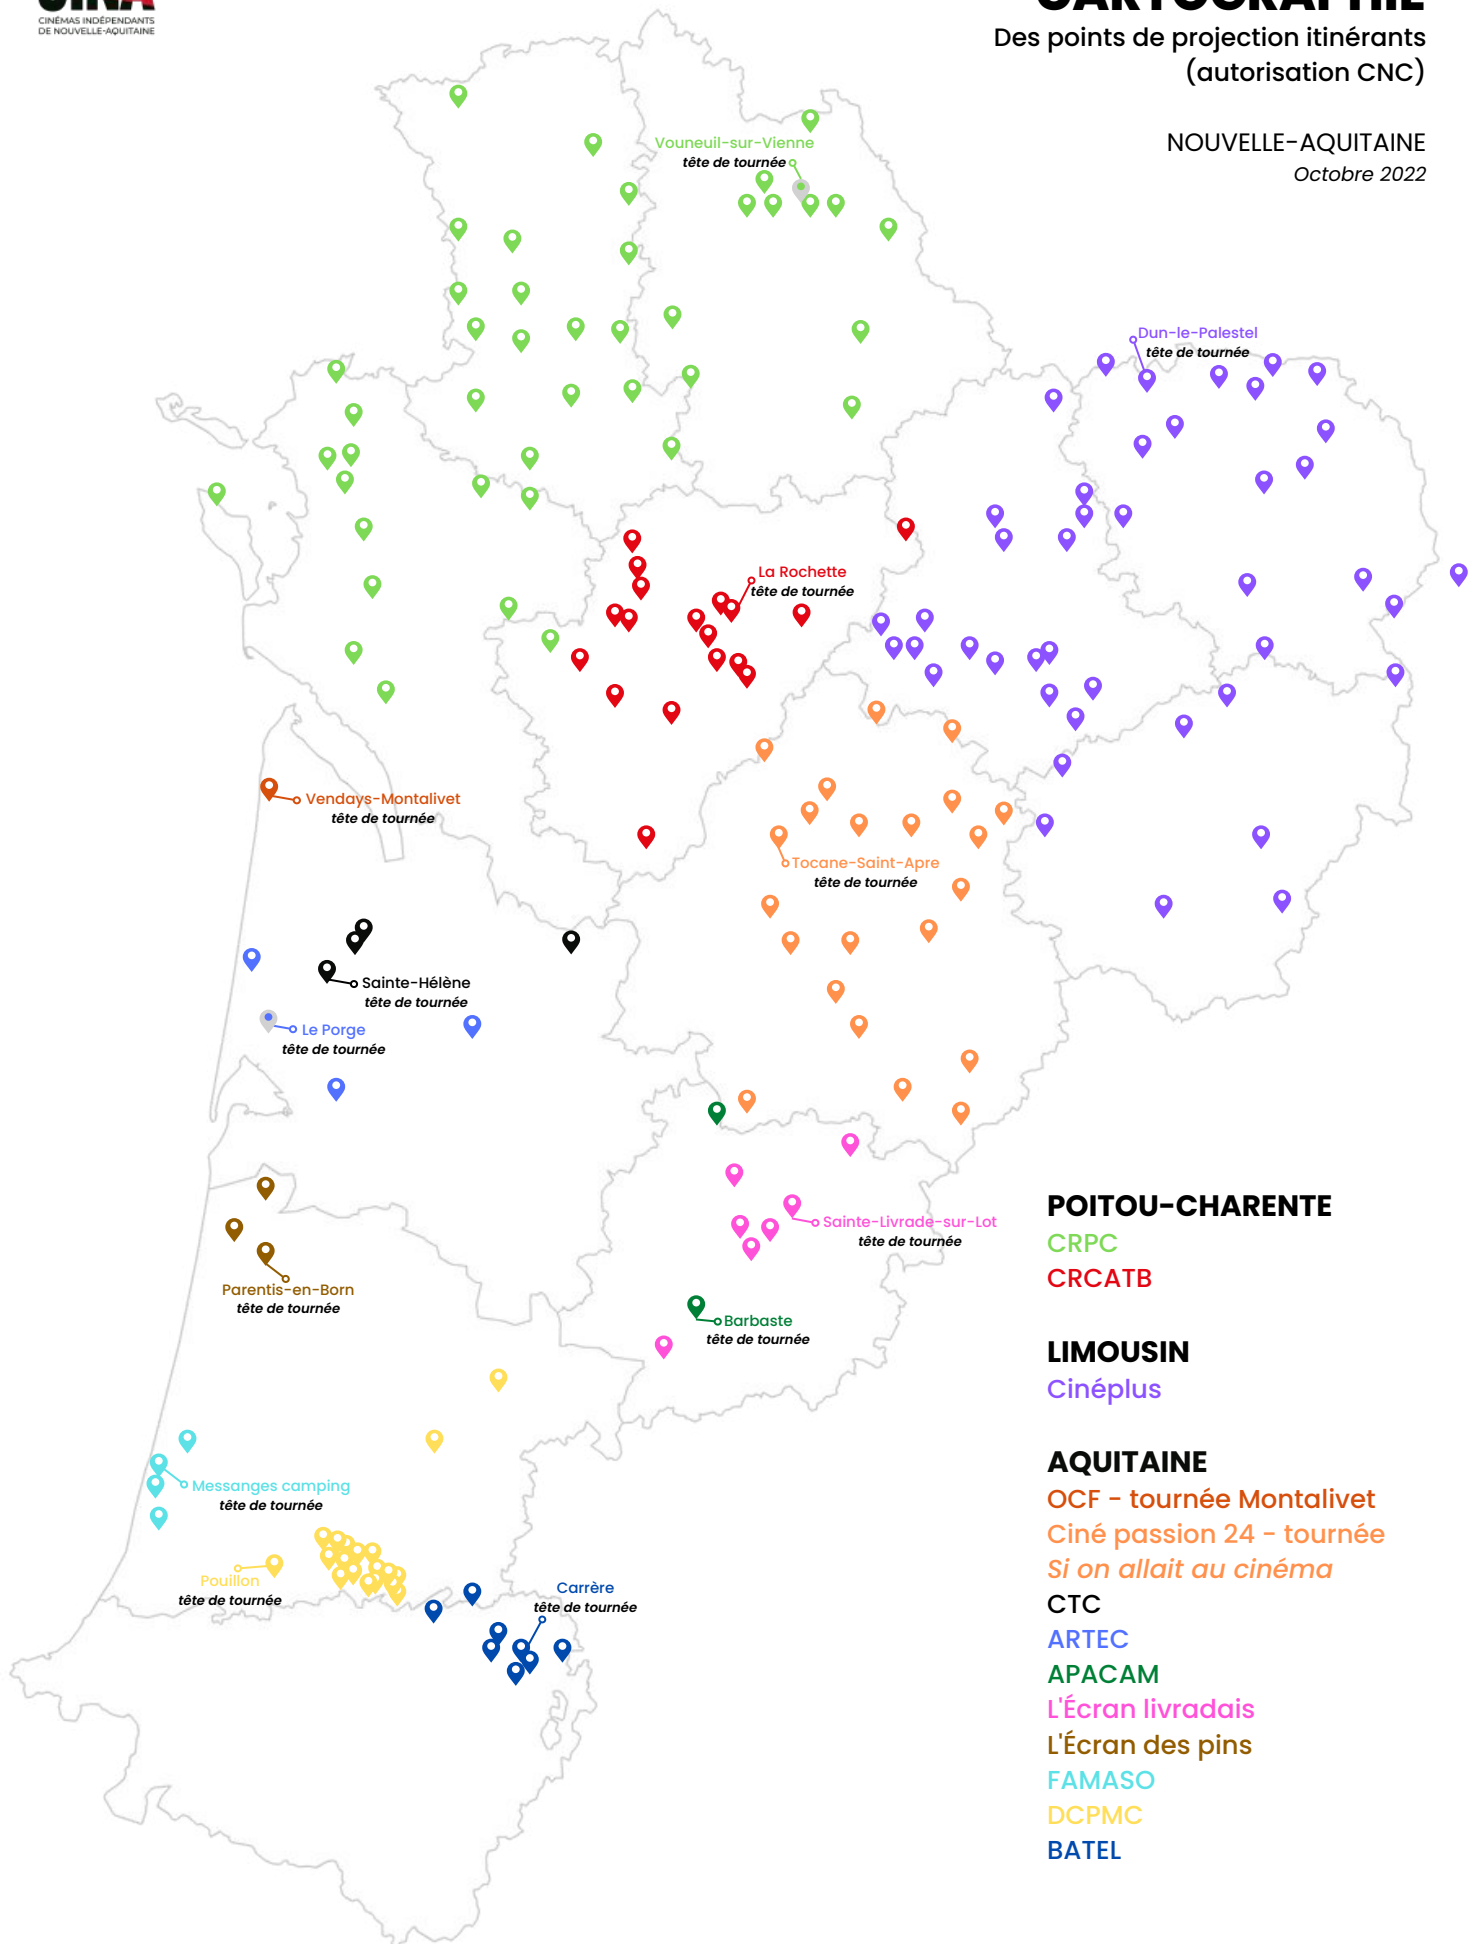 CINÉMAS INDÉPENDANTS
DE NOUVELLE-AQUITAINE
CARTOGRAPHIE
Des points de projection itinérants
(autorisation CNC)
NOUVELLE-AQUITAINE
Octobre 2022
Vouneuil-sur-Vienne
tête de tournée
Dun-le-Palestel
tête de tournée
La Rochette
tête de tournée
Vendays-Montalivet
tête de tournée
Tocane-Saint-Apre
tête de tournée
Sainte-Hélène
tête de tournée
Le Porge
tête de tournée
Sainte-Livrade-sur-Lot
tête de tournée
Parentis-en-Born
tête de tournée
Barbaste
tête de tournée
Messanges camping
tête de tournée
Pouillon
tête de tournée
Carrère
tête de tournée
POITOU-CHARENTE
CRPC
CRCATB
LIMOUSIN
Cinéplus
AQUITAINE
OCF - tournée Montalivet
Ciné passion 24 - tournée
Si on allait au cinéma
CTC
ARTEC
APACAM
L'Écran livradais
L'Écran des pins
FAMASO
DCPMC
BATEL